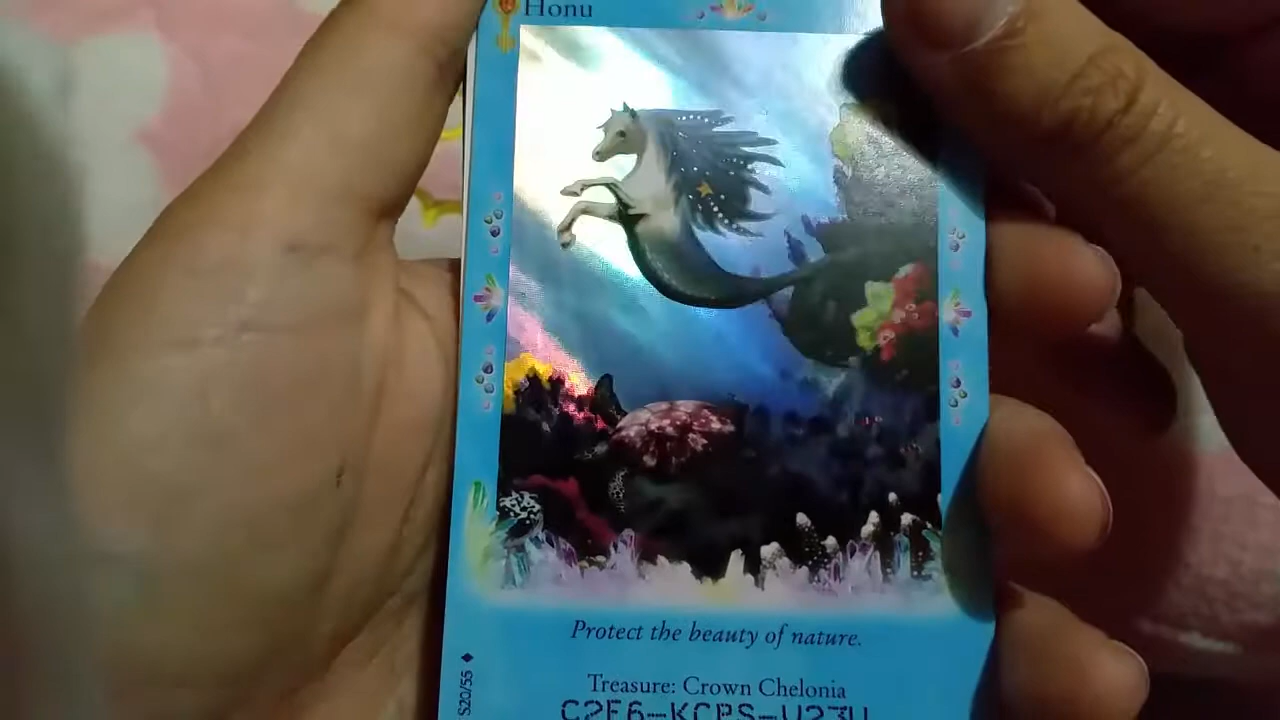 Honu
Protect the beauty of nature.
Treasure: Crown Chelonia
S20/55